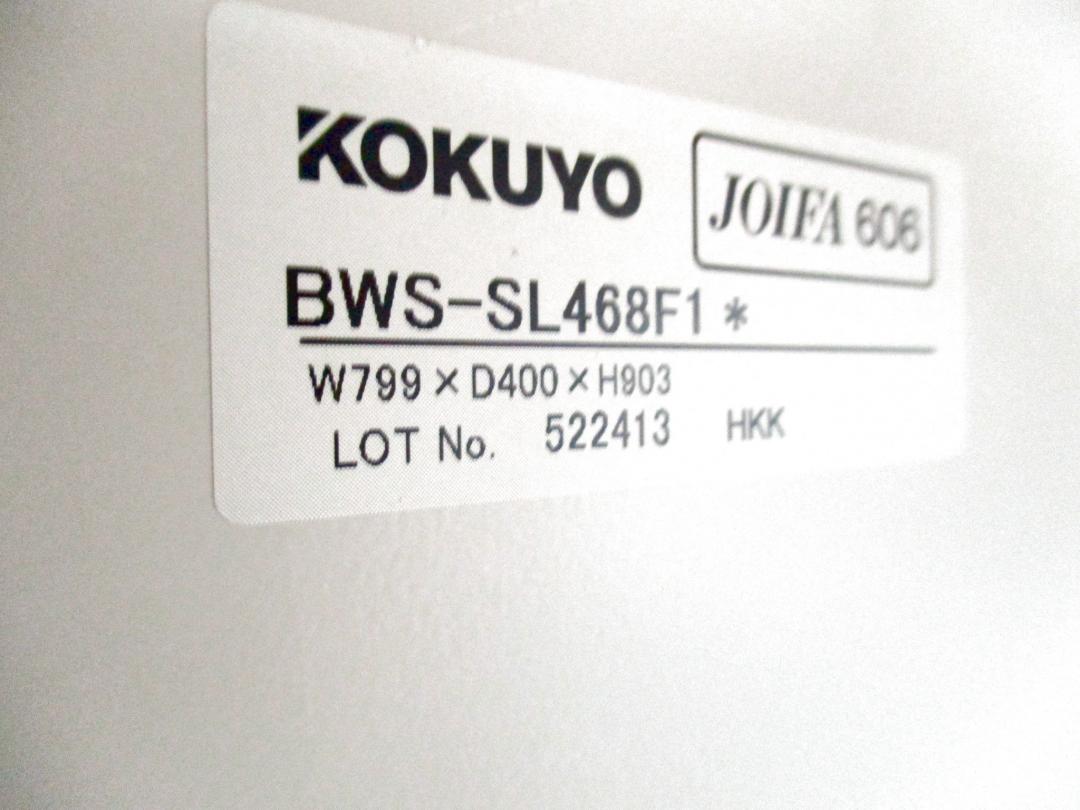 KOKUYO
JOIFA 606
BWS-SL468F1 *
W799×D400×H903
LOT No. 522413 HKK